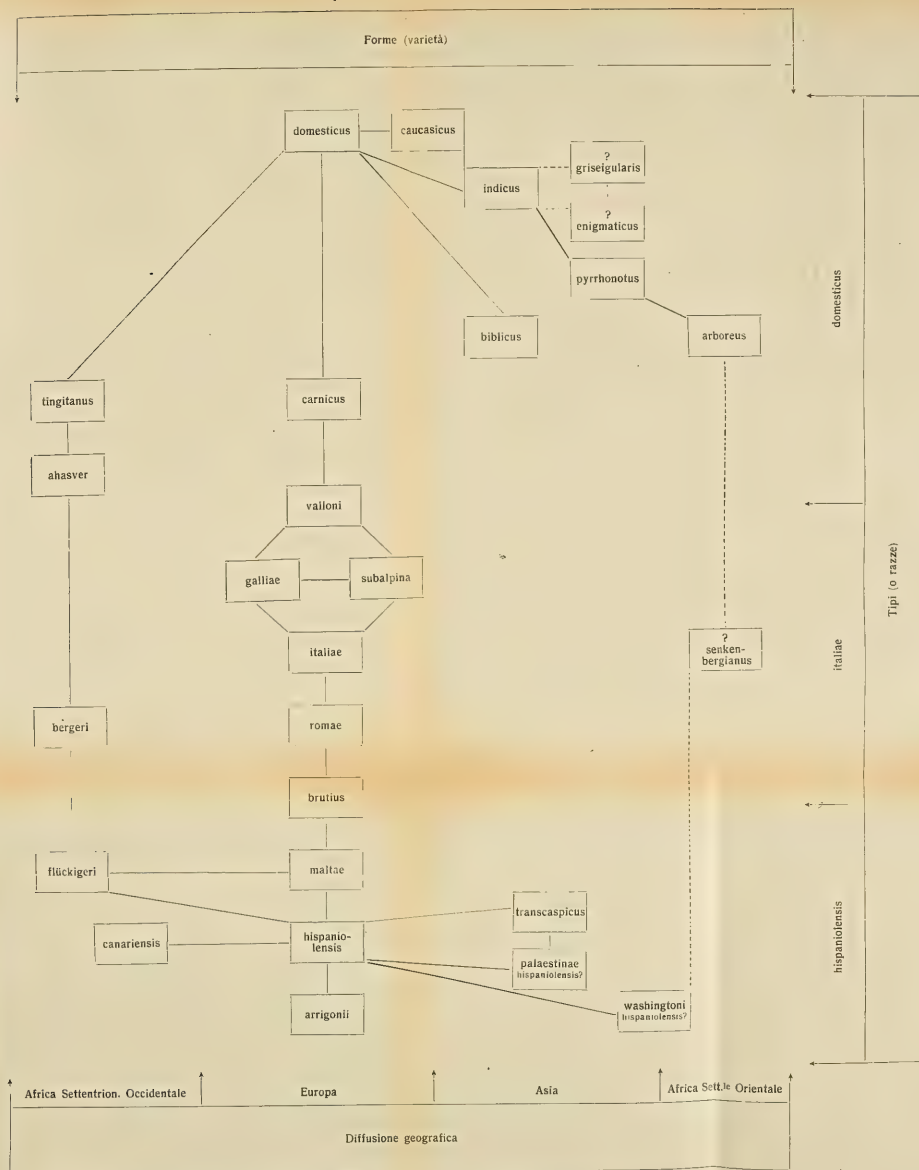 Forme (varietà)
domesticus
caucasicus
?
griseigularis
indicus
?
enigmaticus
pyrrhonotus
biblicus
arboreus
domesticus
tingitanus
carnicus
ahasver
valloni
galliae
subalpina
italiae
?
senken-
bergianus
italiae
Tipi (o razze)
bergeri
romae
brutius
flückigeri
maltae
transcaspicus
canariensis
hispanio-
lensis
palaestinae
hispaniolensis?
hispaniolensis
arrigonii
washingtoni
hispaniolensis?
Africa Settentrion. Occidentale
Europa
Asia
Africa Sett.le Orientale
Diffusione geografica